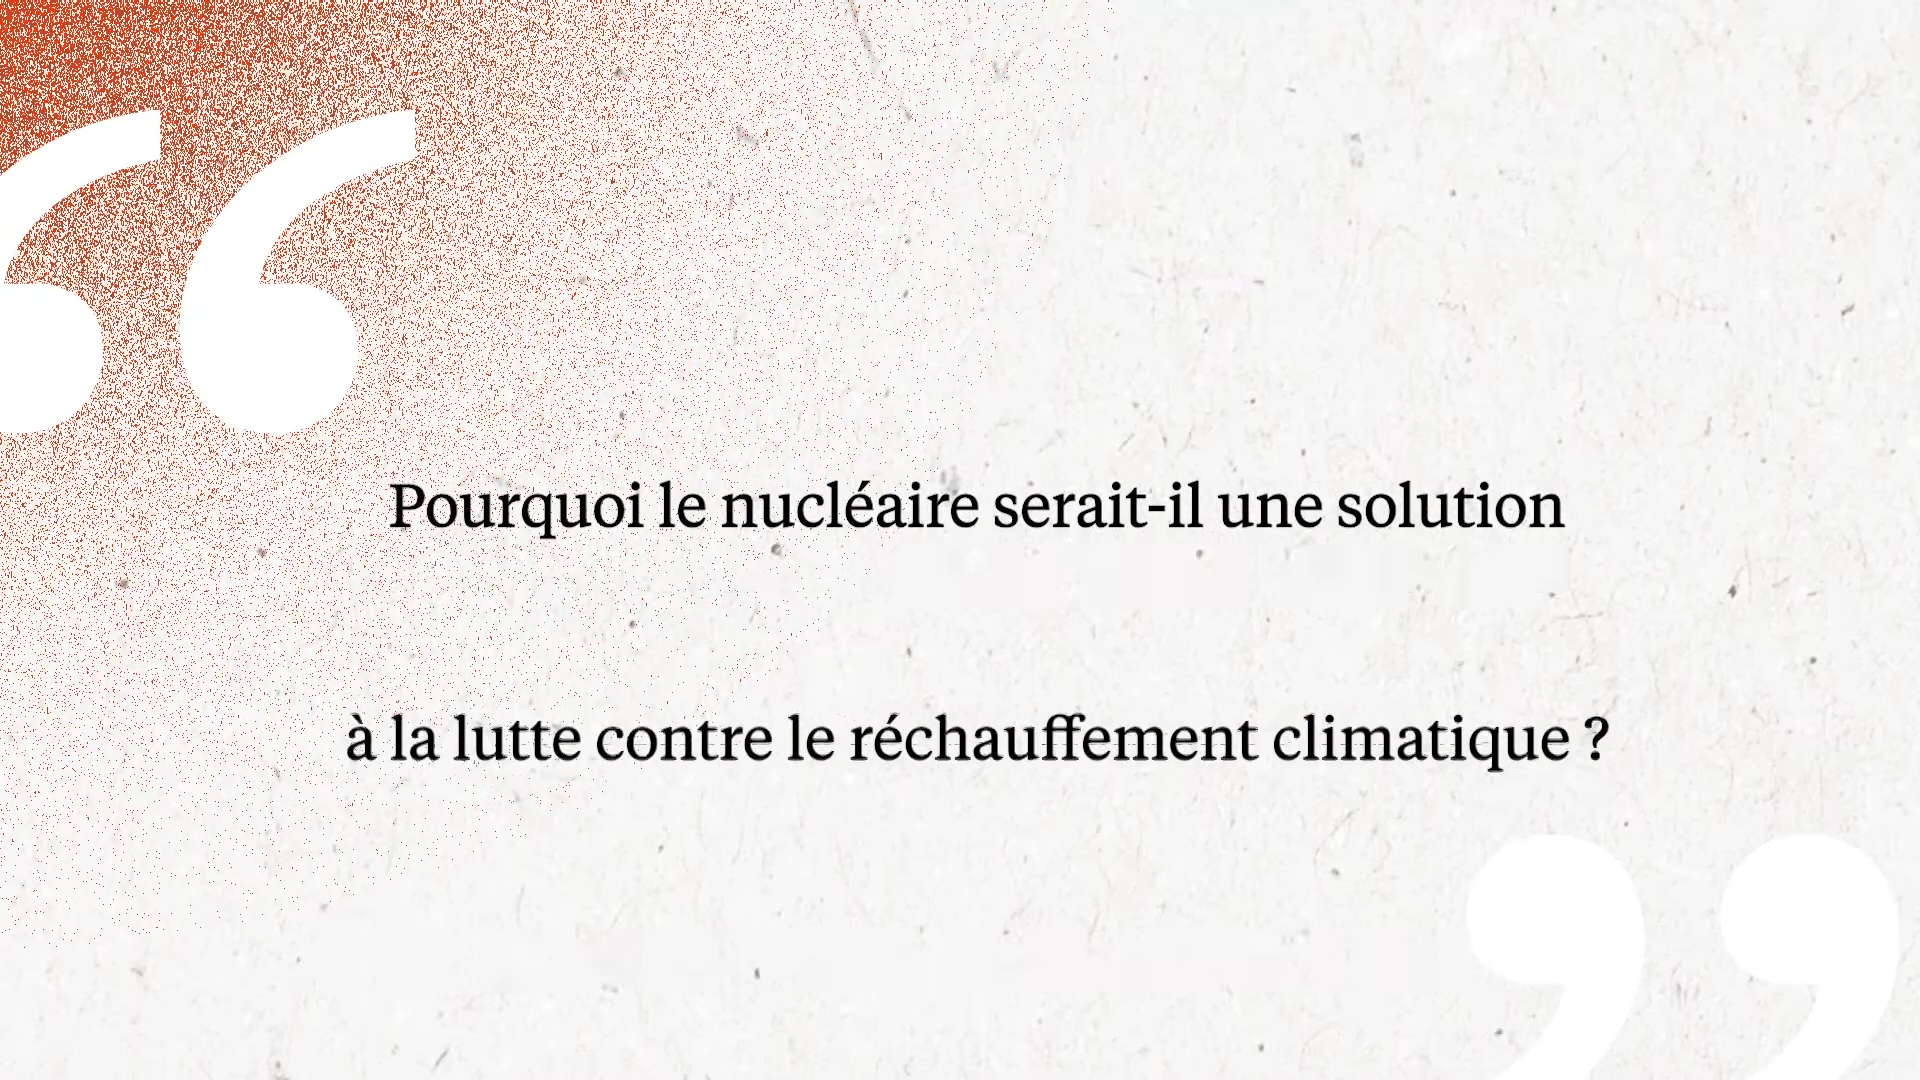 Pourquoi le nucléaire serait-il une solution
à la lutte contre le réchauffement climatique ?